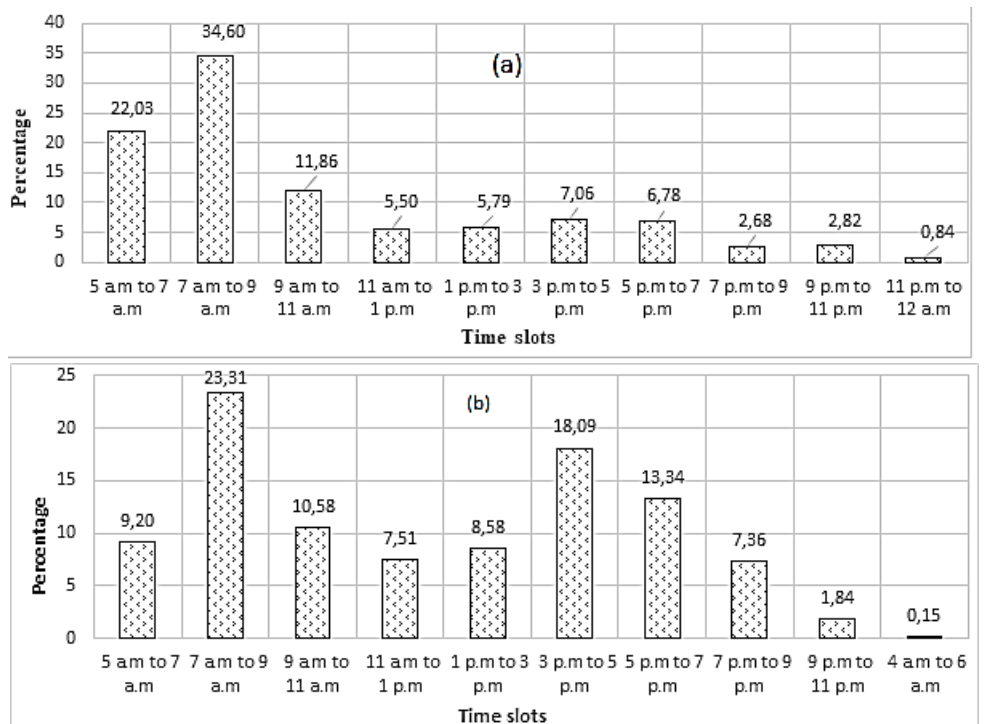 40
35
30
25
20
15
10
5
0
Percentage
(a)
22,03
34,60
11,86
5,50
5,79
7,06
6,78
2,68
2,82
0,84
5 am to 7 a.m
7 am to 9 a.m
9 am to 11 a.m
11 am to 1 p.m
1 p.m to 3 p.m
3 p.m to 5 p.m
5 p.m to 7 p.m
7 p.m to 9 p.m
9 p.m to 11 p.m
11 p.m to 12 a.m
Time slots
25
20
15
10
5
0
Percentage
(b)
9,20
23,31
10,58
7,51
8,58
18,09
13,34
7,36
1,84
0,15
5 am to 7 a.m
7 am to 9 a.m
9 am to 11 a.m
11 am to 1 p.m
1 p.m to 3 p.m
3 p.m to 5 p.m
5 p.m to 7 p.m
7 p.m to 9 p.m
9 p.m to 11 p.m
4 am to 6 a.m
Time slots